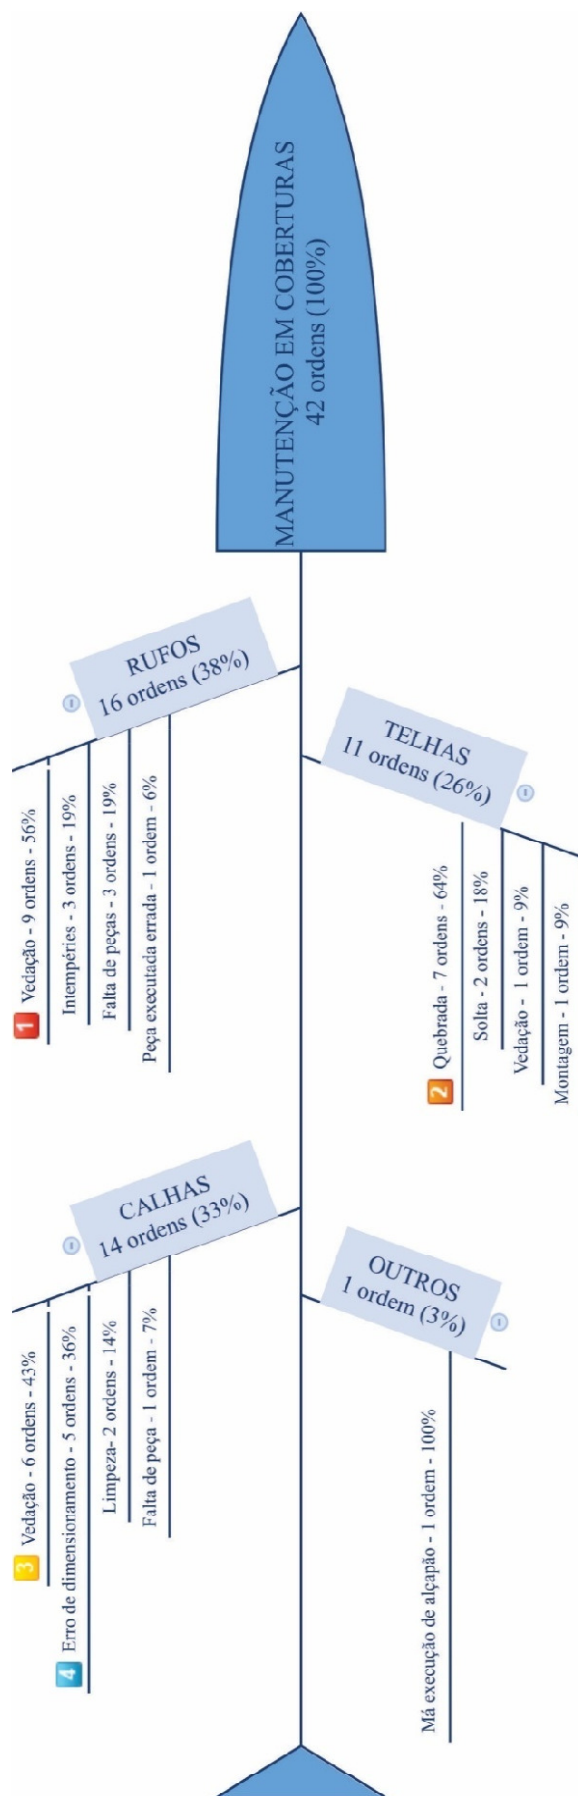 MANUTENÇÃO EM COBERTURAS
42 ordens (100%)
RUFOS
16 ordens (38%)
1 Vedação - 9 ordens - 56%
Intempéries - 3 ordens - 19%
Falta de peças - 3 ordens - 19%
Peça executada errada - 1 ordem - 6%
TELHAS
11 ordens (26%)
2 Quebrada - 7 ordens - 64%
Solta - 2 ordens - 18%
Vedação - 1 ordem - 9%
Montagem - 1 ordem - 9%
CALHAS
14 ordens (33%)
3 Vedação - 6 ordens - 43%
4 Erro de dimensioramento - 5 ordens - 36%
Limpeza- 2 ordens - 14%
Falta de peça - 1 ordem - 7%
OUTROS
1 ordem (3%)
Má execução de alçapão - 1 ordem - 100%